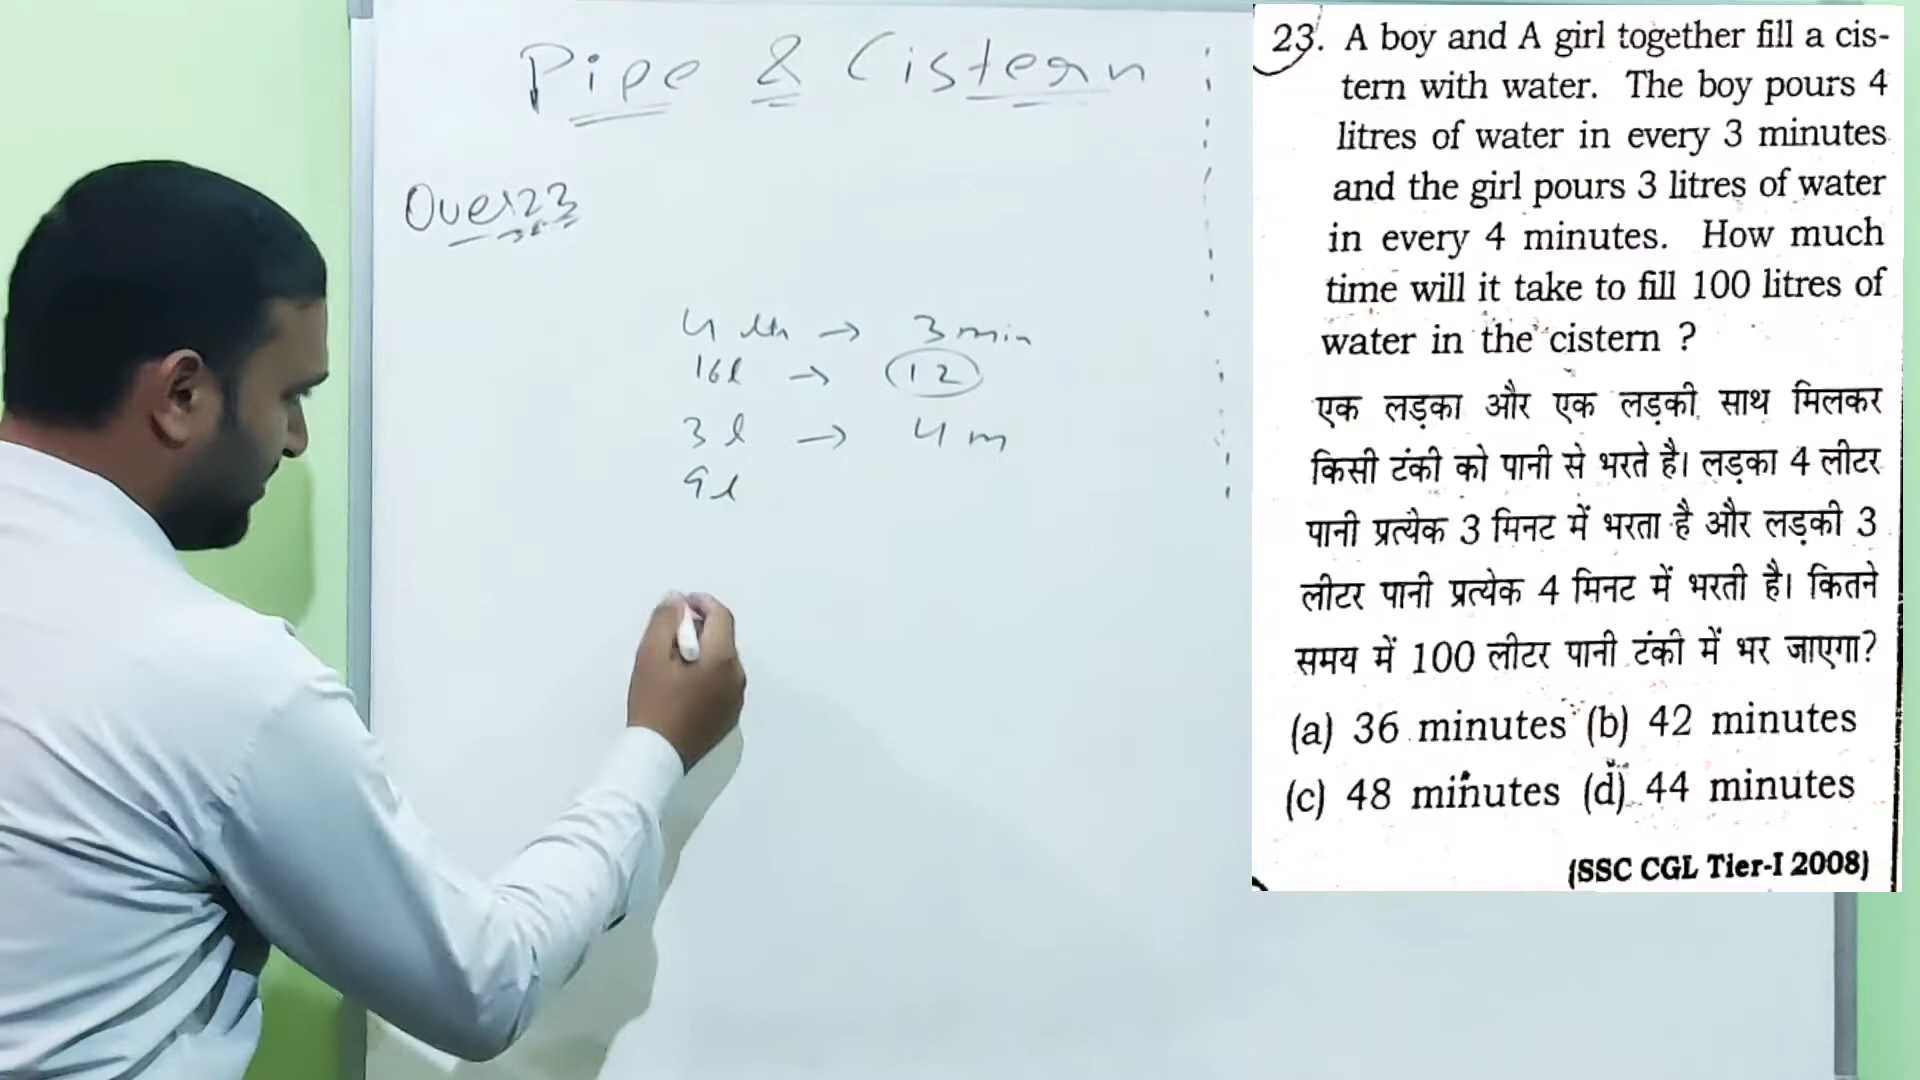 Pipe & Cistern
Ques23
4 ltr → 3 min
16l → 12
3 l → 4 m
9l
23. A boy and A girl together fill a cis-
tern with water. The boy pours 4
litres of water in every 3 minutes
and the girl pours 3 litres of water
in every 4 minutes. How much
time will it take to fill 100 litres of
water in the cistern ?
एक लड़का और एक लड़की साथ मिलकर
किसी टंकी को पानी से भरते है। लड़का 4 लीटर
पानी प्रत्येक 3 मिनट में भरता है और लड़की 3
लीटर पानी प्रत्येक 4 मिनट में भरती है। कितने
समय में 100 लीटर पानी टंकी में भर जाएगा?
(a) 36 minutes (b) 42 minutes
(c) 48 minutes (d) 44 minutes
(SSC CGL Tier-I 2008)